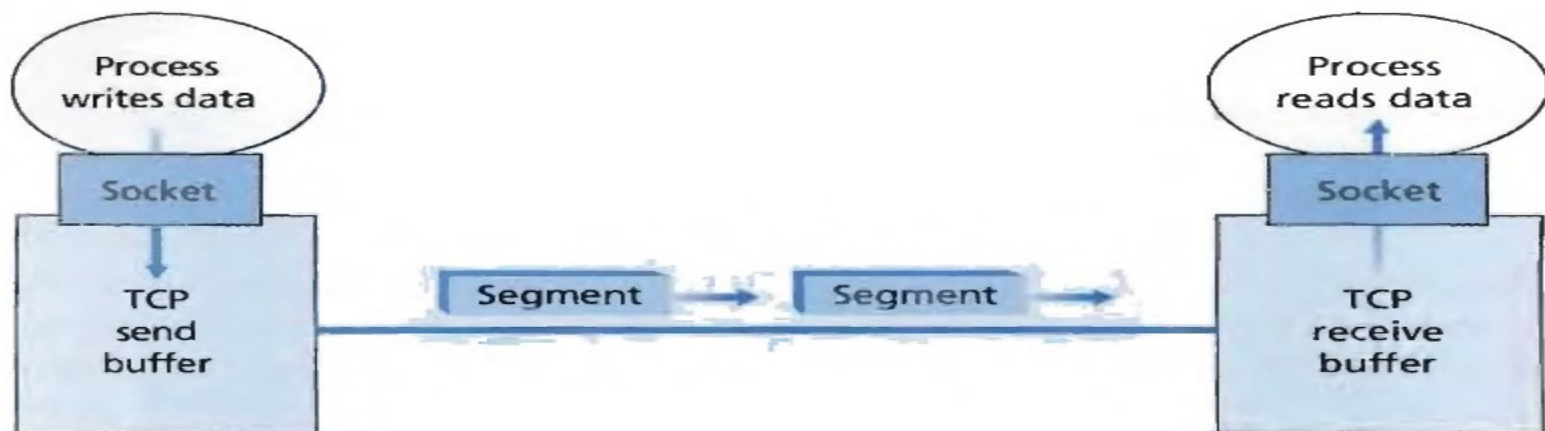 Process
writes data
Socket
TCP
send
buffer
Segment
Segment
Process
reads data
Socket
TCP
receive
buffer